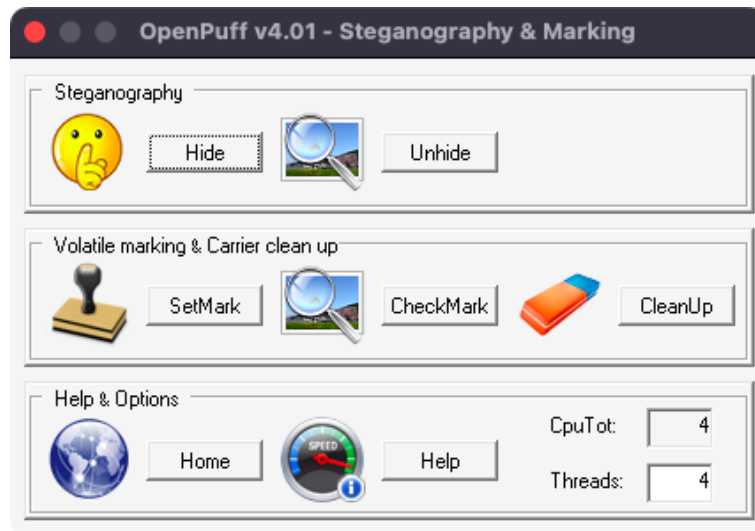 OpenPuff v4.01 - Steganography & Marking
Steganography
Hide
Unhide
Volatile marking & Carrier clean up
SetMark
CheckMark
CleanUp
Help & Options
Home
SPEED
Help
CpuTot: 4
Threads: 4